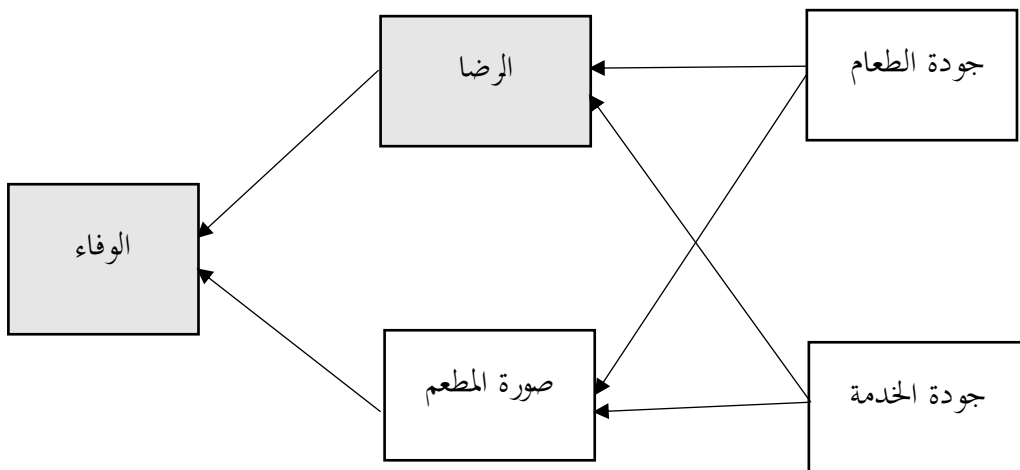 جودة الطعام
الرضا
الوفاء
صورة المطعم
جودة الخدمة